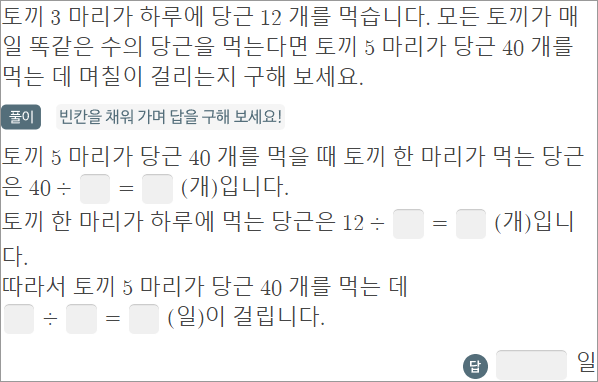 토끼 3 마리가 하루에 당근 12 개를 먹습니다. 모든 토끼가 매
일 똑같은 수의 당근을 먹는다면 토끼 5 마리가 당근 40 개를
먹는 데 며칠이 걸리는지 구해 보세요.
풀이 빈칸을 채워 가며 답을 구해 보세요!
토끼 5 마리가 당근 40 개를 먹을 때 토끼 한 마리가 먹는 당근
은 40 ÷ = (개)입니다.
토끼 한 마리가 하루에 먹는 당근은 12 ÷ = (개)입니
다.
따라서 토끼 5 마리가 당근 40 개를 먹는 데
÷ = (일)이 걸립니다.
답 일